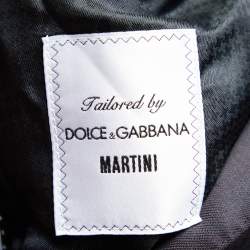 Tailored by
DOLCE & GABBANA
MARTINI